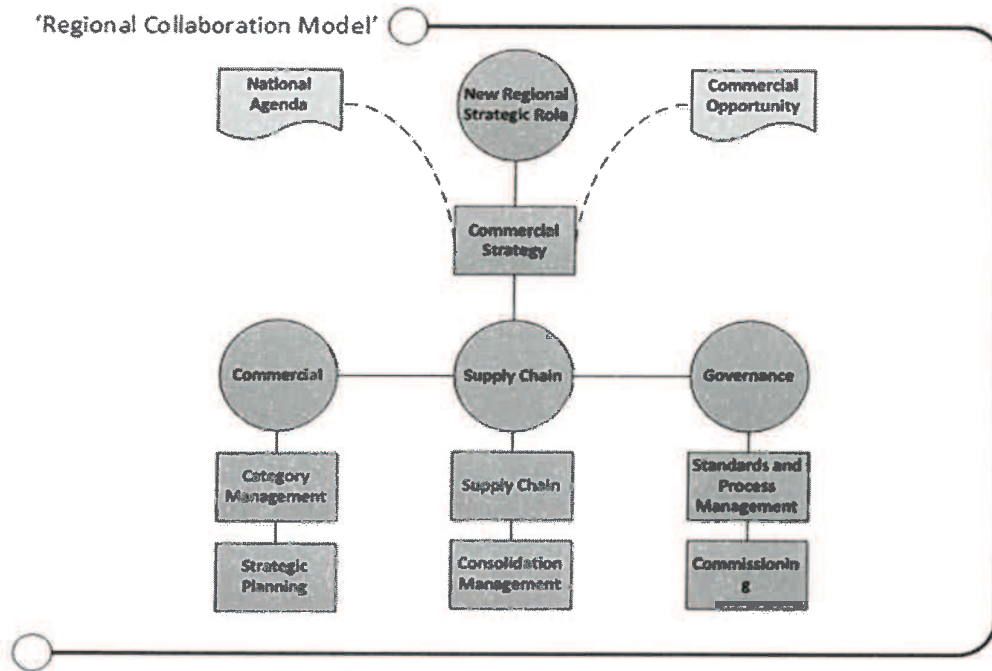 'Regional Collaboration Model'
National
Agenda
New Regional
Strategic Role
Commercial
Opportunity
Commercial
Strategy
Commercial
Supply Chain
Governance
Category
Management
Supply Chain
Standards and
Process
Management
Strategic
Planning
Consolidation
Management
Commissionin
g